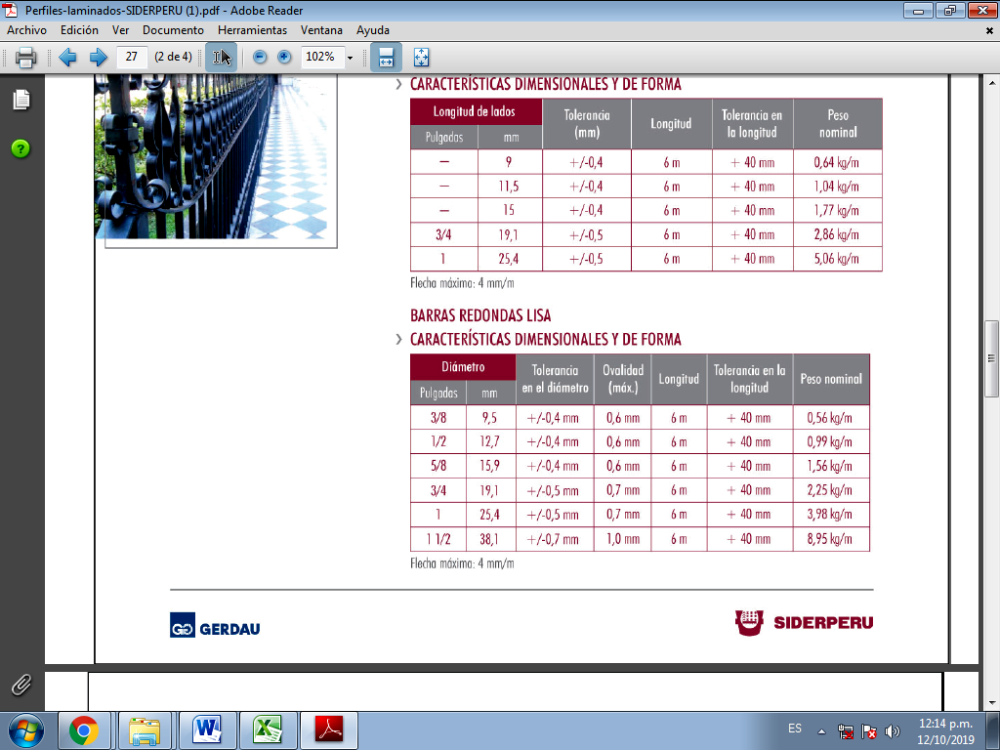 Perfiles-laminados-SIDERPERU (1).pdf - Adobe Reader
Archivo Edición Ver Documento Herramientas Ventana Ayuda
27 (2 de 4) 102%
CARACTERÍSTICAS DIMENSIONALES Y DE FORMA
Longitud de lados Tolerancia (mm) Longitud Tolerancia en la longitud Peso nominal
Pulgadas mm
— 9 +/-0,4 6 m + 40 mm 0,64 kg/m
— 11,5 +/-0,4 6 m + 40 mm 1,04 kg/m
— 15 +/-0,4 6 m + 40 mm 1,77 kg/m
3/4 19,1 +/-0,5 6 m + 40 mm 2,86 kg/m
1 25,4 +/-0,5 6 m + 40 mm 5,06 kg/m
Flecha máxima: 4 mm/m
BARRAS REDONDAS LISA
CARACTERÍSTICAS DIMENSIONALES Y DE FORMA
Diámetro Tolerancia en el diámetro Ovalidad (máx.) Longitud Tolerancia en la longitud Peso nominal
Pulgadas mm
3/8 9,5 +/-0,4 mm 0,6 mm 6 m + 40 mm 0,56 kg/m
1/2 12,7 +/-0,4 mm 0,6 mm 6 m + 40 mm 0,99 kg/m
5/8 15,9 +/-0,4 mm 0,6 mm 6 m + 40 mm 1,56 kg/m
3/4 19,1 +/-0,5 mm 0,7 mm 6 m + 40 mm 2,25 kg/m
1 25,4 +/-0,5 mm 0,7 mm 6 m + 40 mm 3,98 kg/m
1 1/2 38,1 +/-0,7 mm 1,0 mm 6 m + 40 mm 8,95 kg/m
Flecha máxima: 4 mm/m
GERDAU SIDERPERU
ES 12:14 p.m.
12/10/2019